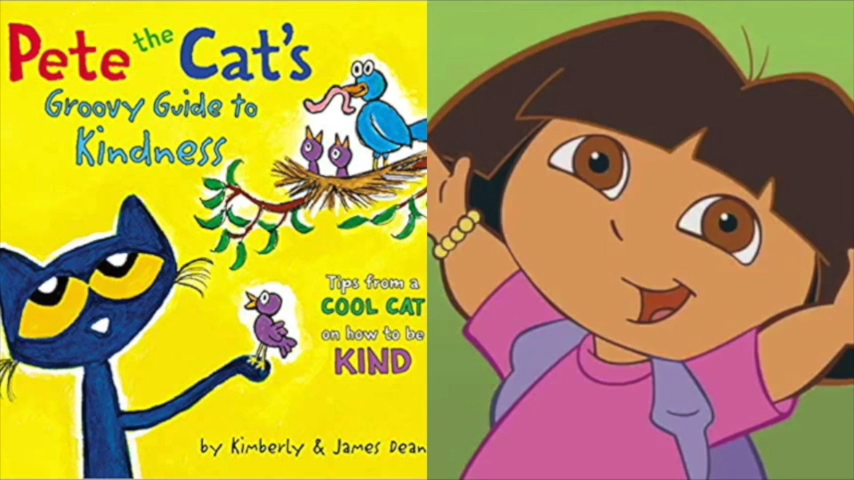 Pete the Cat's
Groovy Guide to
Kindness
Tips from a
COOL CAT
on how to be
KIND
by Kimberly & James Dean